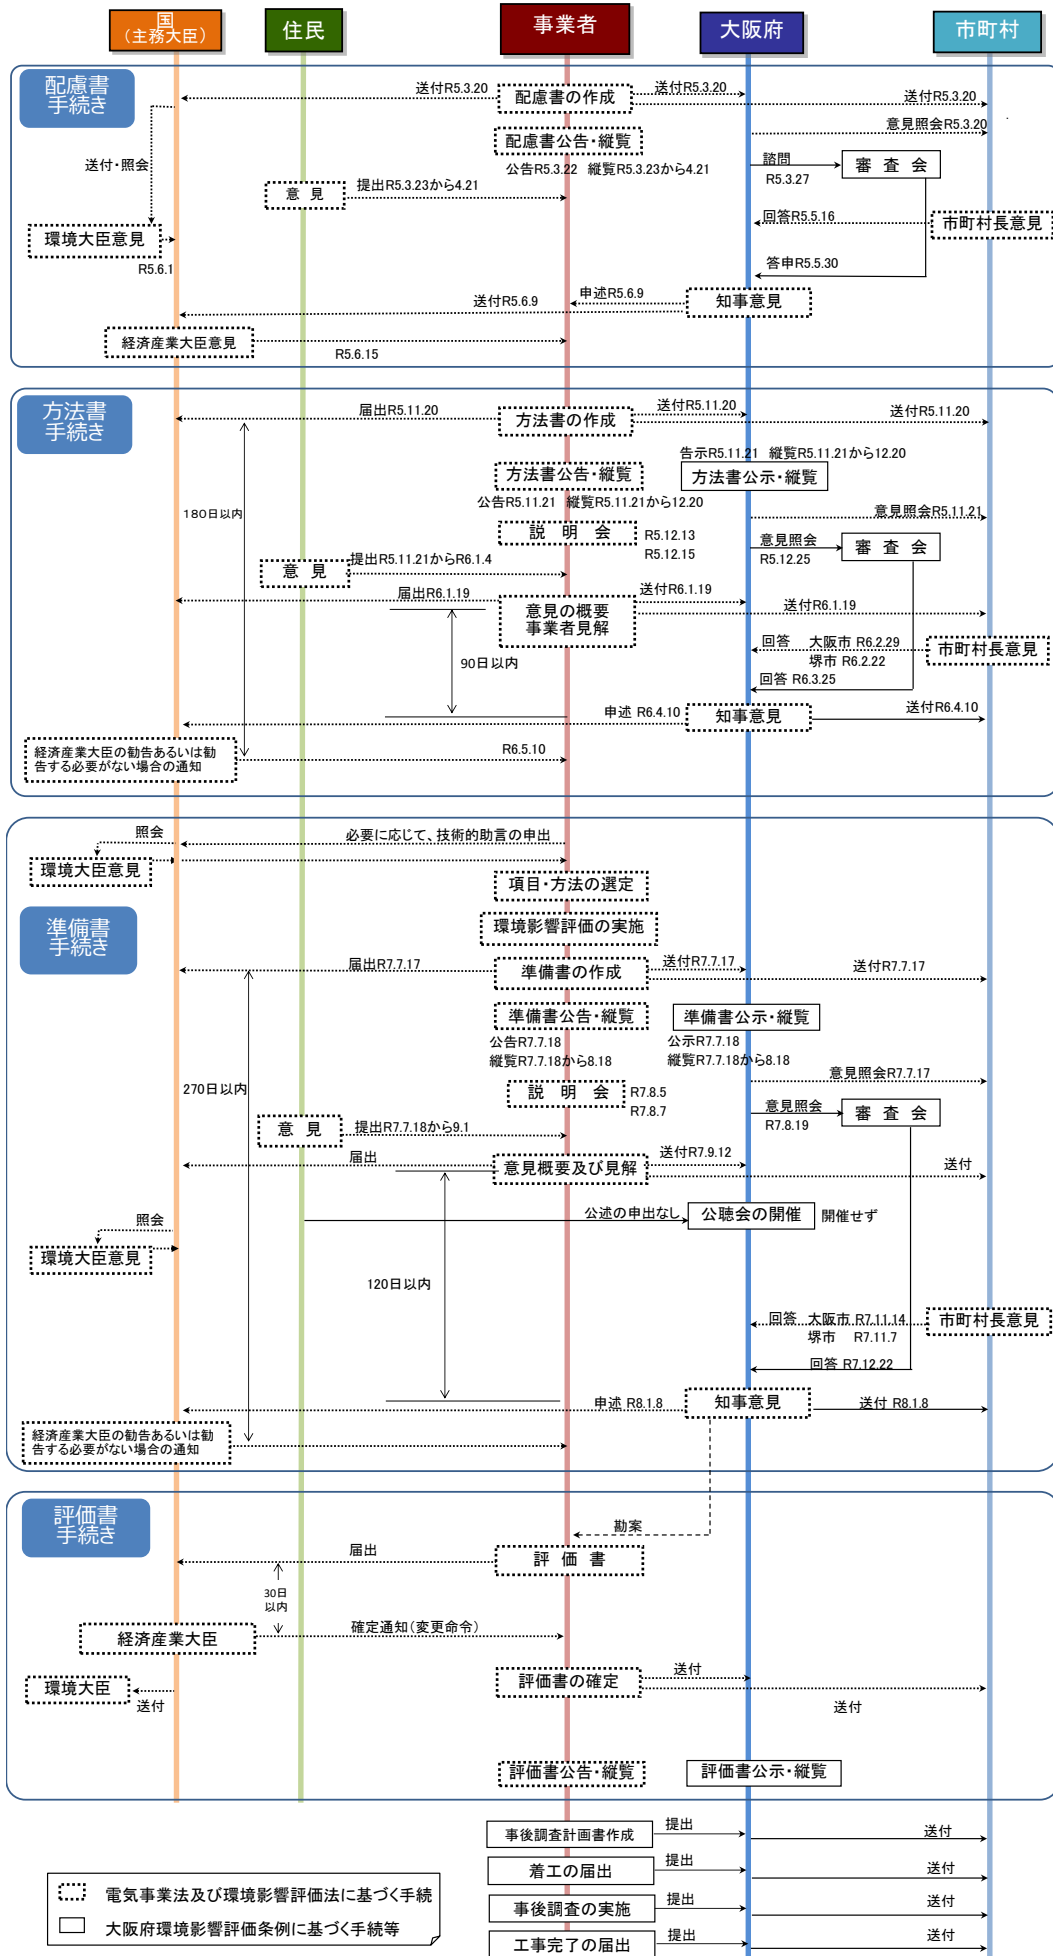 国
（主務大臣）
住民
事業者
大阪府
市町村
配慮書
手続き
送付R5.3.20
配慮書の作成
送付R5.3.20
送付R5.3.20
意見照会R5.3.20
配慮書公告・縦覧
公告R5.3.22 縦覧R5.3.23から4.21
諮問
R5.3.27
審査会
送付・照会
意見
提出R5.3.23から4.21
回答R5.5.16
市町村長意見
環境大臣意見
R5.6.1
答申R5.5.30
送付R5.6.9
申述R5.6.9
知事意見
経済産業大臣意見
R5.6.15
方法書
手続き
届出R5.11.20
方法書の作成
送付R5.11.20
送付R5.11.20
告示R5.11.21 縦覧R5.11.21から12.20
方法書公告・縦覧
方法書公示・縦覧
公告R5.11.21 縦覧R5.11.21から12.20
180日以内
意見照会R5.11.21
説明会
R5.12.13
R5.12.15
意見照会
R5.12.25
審査会
意見
提出R5.11.21からR6.1.4
届出R6.1.19
意見の概要
事業者見解
送付R6.1.19
送付R6.1.19
90日以内
回答 大阪市 R6.2.29
堺市 R6.2.22
市町村長意見
回答 R6.3.25
申述 R6.4.10
知事意見
送付R6.4.10
経済産業大臣の勧告あるいは勧
告する必要がない場合の通知
R6.5.10
照会
必要に応じて、技術的助言の申出
環境大臣意見
項目・方法の選定
準備書
手続き
環境影響評価の実施
届出R7.7.17
準備書の作成
送付R7.7.17
送付R7.7.17
準備書公告・縦覧
準備書公示・縦覧
公告R7.7.18
縦覧R7.7.18から8.18
公示R7.7.18
縦覧R7.7.18から8.18
意見照会R7.7.17
270日以内
説明会
R7.8.5
R7.8.7
意見照会
R7.8.19
審査会
意見
提出R7.7.18から9.1
届出
意見概要及び見解
送付R7.9.12
送付
公述の申出なし
公聴会の開催
開催せず
照会
環境大臣意見
120日以内
回答 大阪市 R7.11.14
堺市 R7.11.7
市町村長意見
回答 R7.12.22
申述 R8.1.8
知事意見
送付 R8.1.8
経済産業大臣の勧告あるいは勧
告する必要がない場合の通知
評価書
手続き
勘案
届出
評価書
30日
以内
経済産業大臣
確定通知（変更命令）
環境大臣
送付
評価書の確定
送付
送付
評価書公告・縦覧
評価書公示・縦覧
事後調査計画書作成
提出
送付
着工の届出
提出
送付
事後調査の実施
提出
送付
工事完了の届出
提出
送付
電気事業法及び環境影響評価法に基づく手続
大阪府環境影響評価条例に基づく手続等